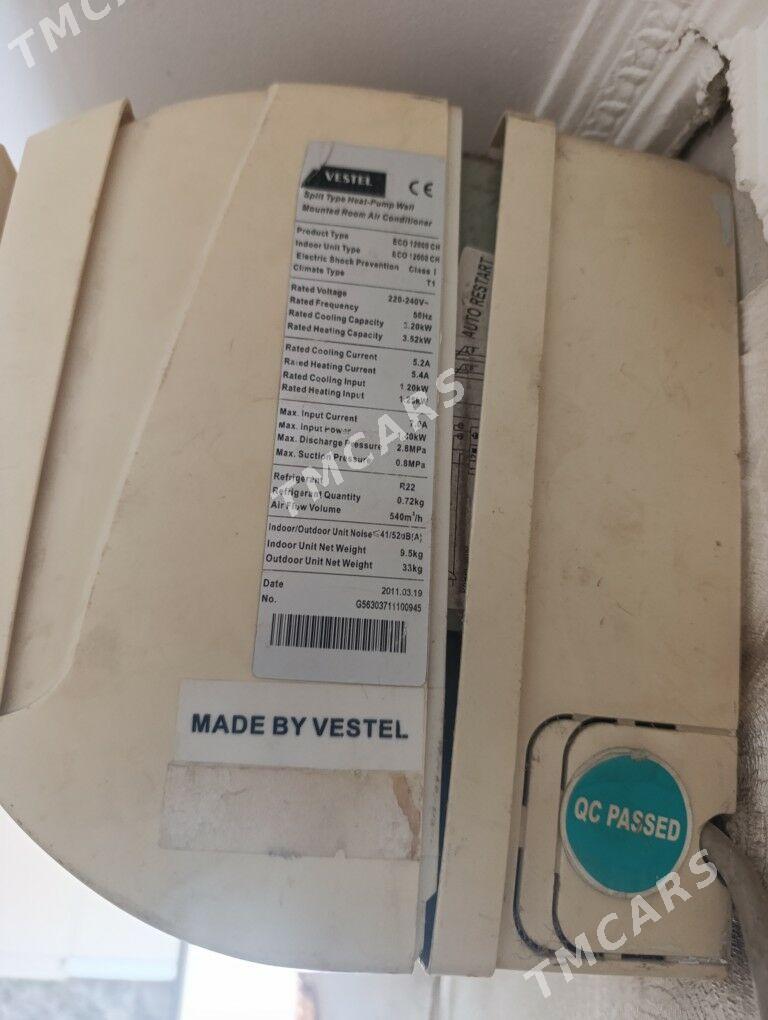 TMCARS
VESTEL
CE
Split Type Heat-Pump Wall
Mounted Room Air Conditioner
Product Type ECO 12000 CH
Indoor Unit Type ECO 12000 CH
Electric Shock Prevention Class I
Climate Type T1
Rated Voltage 220-240V~
Rated Frequency 50Hz
Rated Cooling Capacity 3.20kW
Rated Heating Capacity 3.52kW
Rated Cooling Current 5.2A
Rated Heating Current 5.4A
Rated Cooling Input 1.20kW
Rated Heating Input
Max. Input Current
Max. Input Power
Max. Discharge Pressure 2.8MPa
Max. Suction Pressure 0.8MPa
Refrigerant R22
Refrigerant Quantity 0.72kg
Air Flow Volume 540m³/h
Indoor/Outdoor Unit Noise≤41/52dB(A)
Indoor Unit Net Weight 9.5kg
Outdoor Unit Net Weight 33kg
Date 2011.03.19
No. G56303711100945
AUTO RESTART
TMCARS
MADE BY VESTEL
QC PASSED
TMCARS